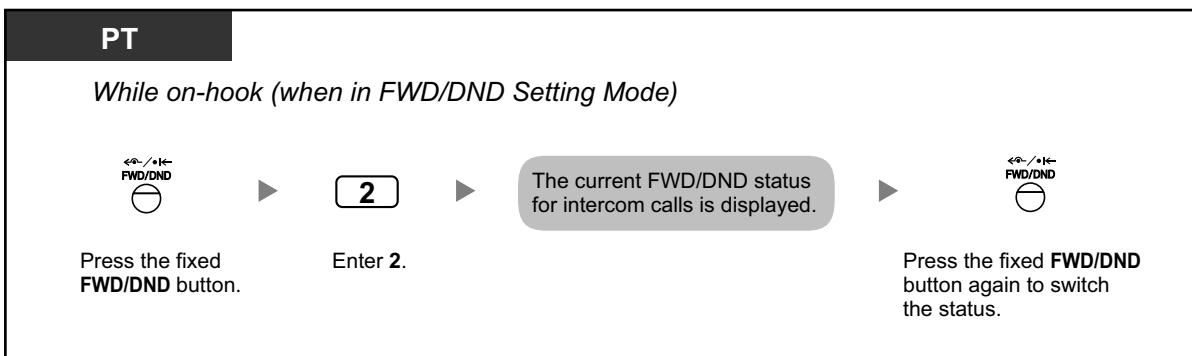 PT
While on-hook (when in FWD/DND Setting Mode)
FWD/DND
2
The current FWD/DND status
for intercom calls is displayed.
FWD/DND
Press the fixed
FWD/DND button.
Enter 2.
Press the fixed FWD/DND
button again to switch
the status.